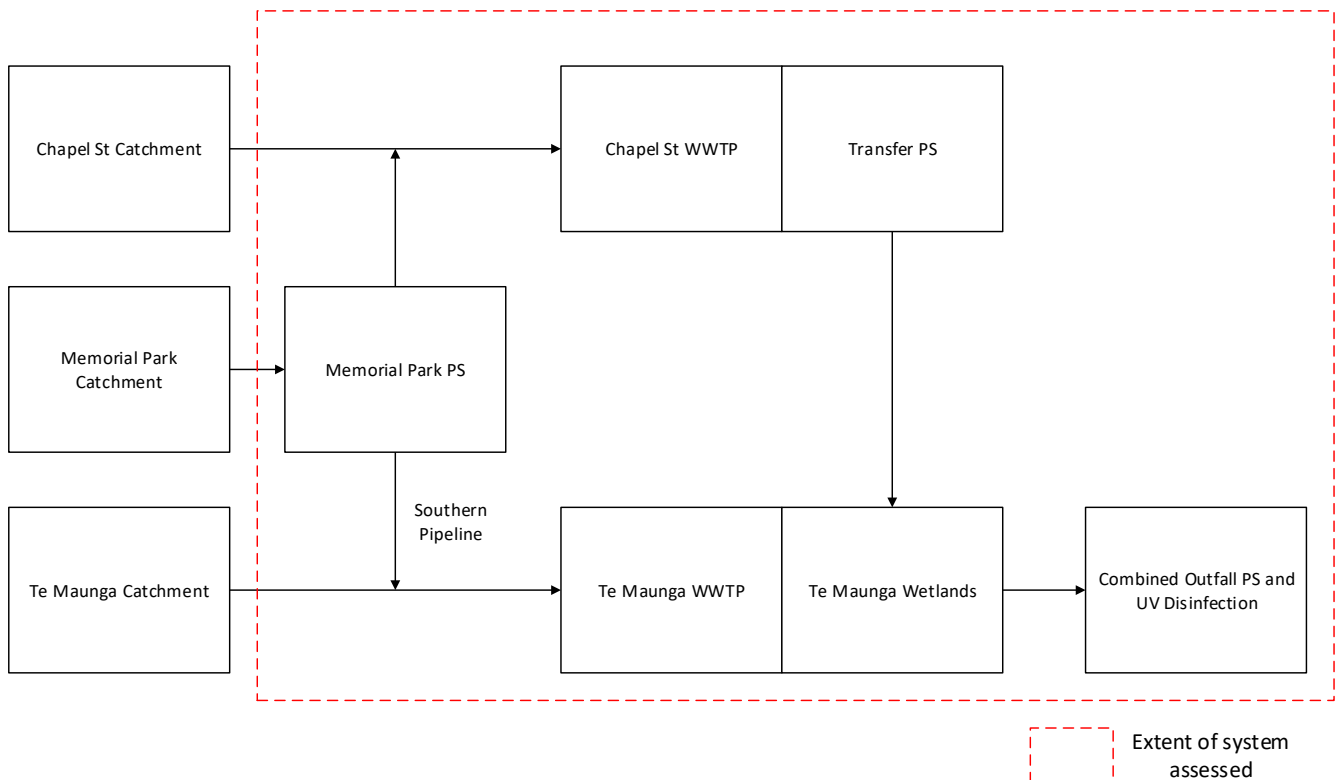 Chapel St Catchment
Chapel St WWTP
Transfer PS
Memorial Park
Catchment
Memorial Park PS
Southern
Pipeline
Te Maunga Catchment
Te Maunga WWTP
Te Maunga Wetlands
Combined Outfall PS and
UV Disinfection
Extent of system
assessed